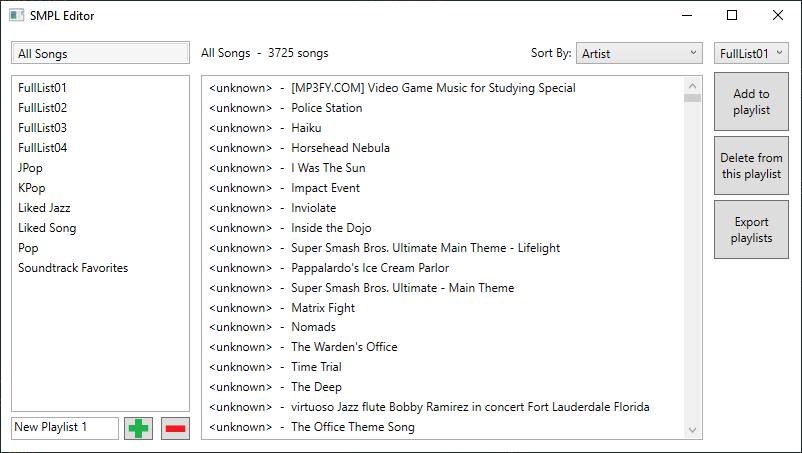 SMPL Editor
All Songs
All Songs  -  3725 songs
Sort By: Artist
FullList01
FullList01
FullList02
FullList03
FullList04
JPop
KPop
Liked Jazz
Liked Song
Pop
Soundtrack Favorites
<unknown>  -  [MP3FY.COM] Video Game Music for Studying Special
<unknown>  -  Police Station
<unknown>  -  Haiku
<unknown>  -  Horsehead Nebula
<unknown>  -  I Was The Sun
<unknown>  -  Impact Event
<unknown>  -  Inviolate
<unknown>  -  Inside the Dojo
<unknown>  -  Super Smash Bros. Ultimate Main Theme - Lifelight
<unknown>  -  Pappalardo's Ice Cream Parlor
<unknown>  -  Super Smash Bros. Ultimate - Main Theme
<unknown>  -  Matrix Fight
<unknown>  -  Nomads
<unknown>  -  The Warden's Office
<unknown>  -  Time Trial
<unknown>  -  The Deep
<unknown>  -  virtuoso Jazz flute Bobby Ramirez in concert Fort Lauderdale Florida
<unknown>  -  The Office Theme Song
Add to
playlist
Delete from
this playlist
Export
playlists
New Playlist 1